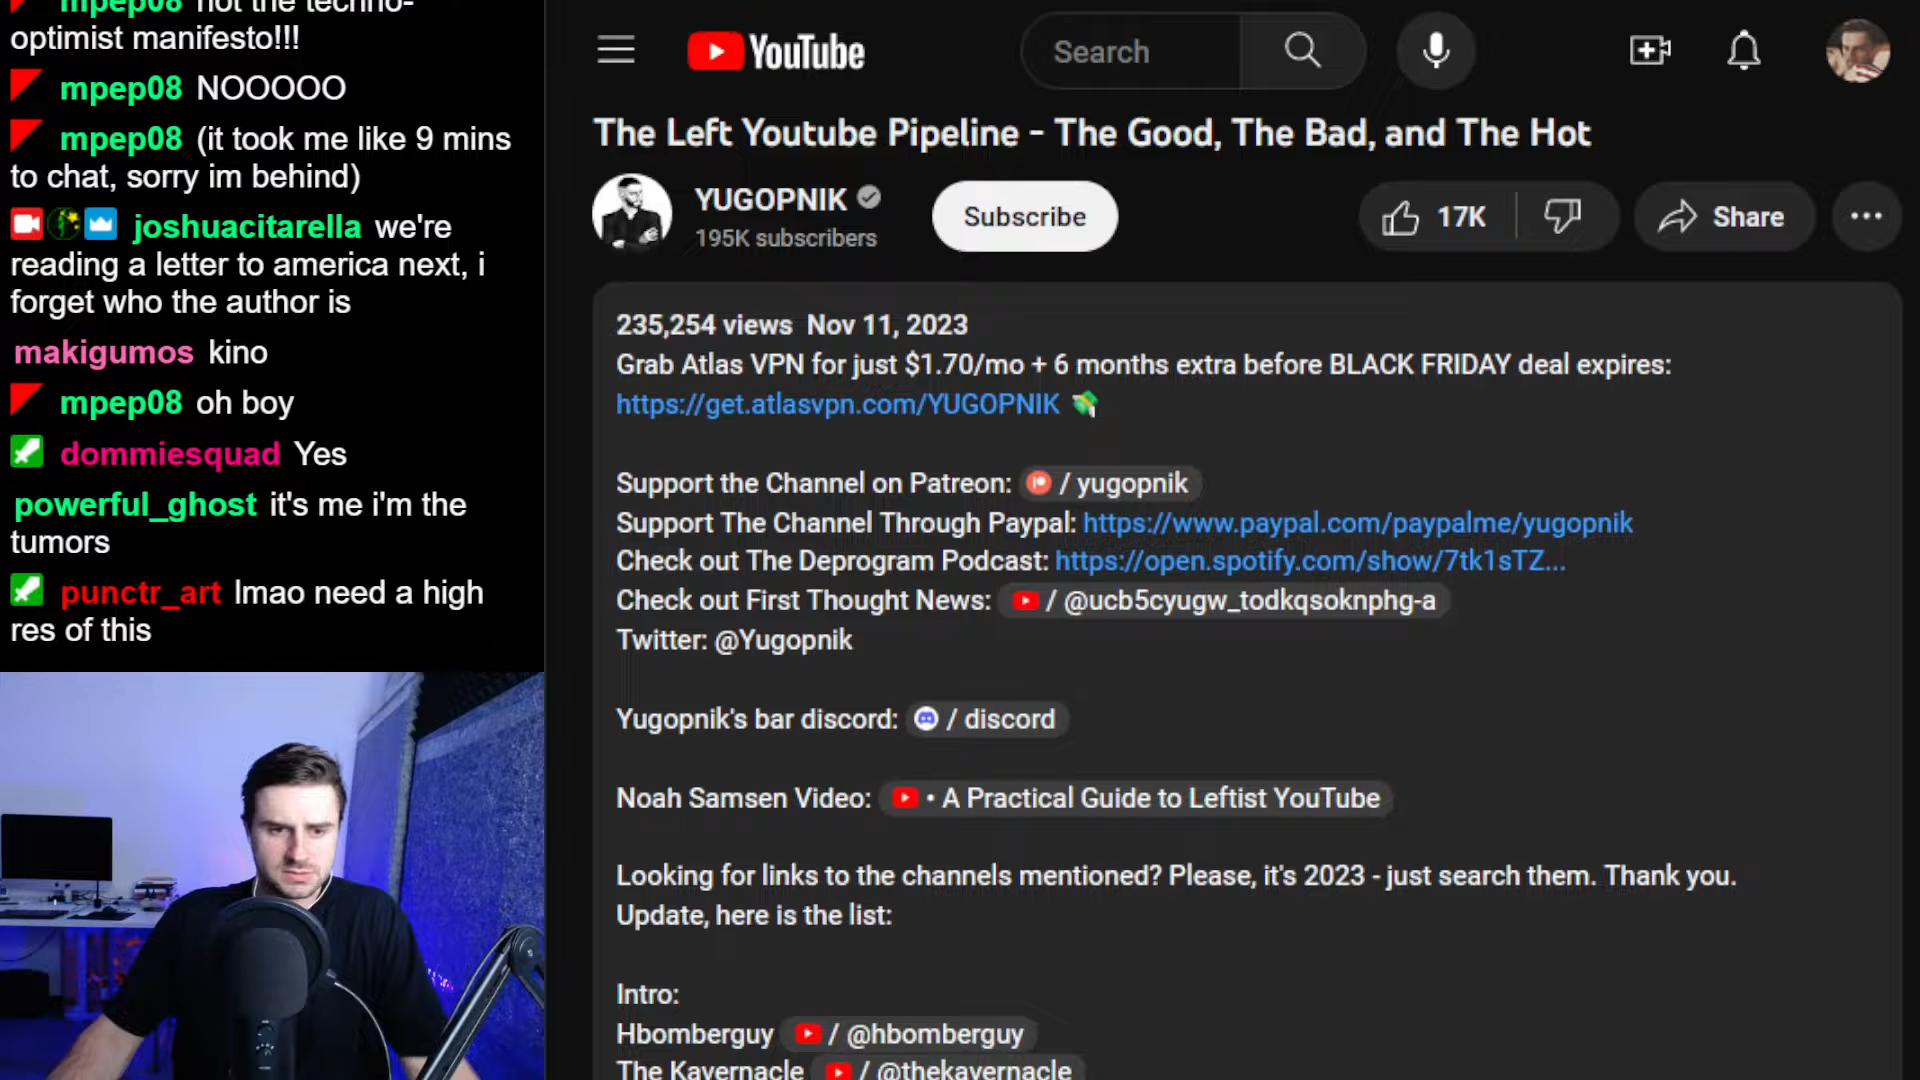 mpep08 not the techno-
optimist manifesto!!!
mpep08 NOOOOO
mpep08 (it took me like 9 mins
to chat, sorry im behind)
joshuacitarella we're
reading a letter to america next, i
forget who the author is
makigumos kino
mpep08 oh boy
dommiesquad Yes
powerful_ghost it's me i'm the
tumors
punctr_art lmao need a high
res of this
YouTube
Search
The Left Youtube Pipeline - The Good, The Bad, and The Hot
YUGOPNIK
195K subscribers
Subscribe
17K
Share
235,254 views Nov 11, 2023
Grab Atlas VPN for just $1.70/mo + 6 months extra before BLACK FRIDAY deal expires:
https://get.atlasvpn.com/YUGOPNIK 💸
Support the Channel on Patreon: / yugopnik
Support The Channel Through Paypal: https://www.paypal.com/paypalme/yugopnik
Check out The Deprogram Podcast: https://open.spotify.com/show/7tk1sTZ...
Check out First Thought News: / @ucb5cyugw_todkqsoknphg-a
Twitter: @Yugopnik
Yugopnik's bar discord: / discord
Noah Samsen Video: • A Practical Guide to Leftist YouTube
Looking for links to the channels mentioned? Please, it's 2023 - just search them. Thank you.
Update, here is the list:
Intro:
Hbomberguy / @hbomberguy
The Kavernacle / @thekavernacle